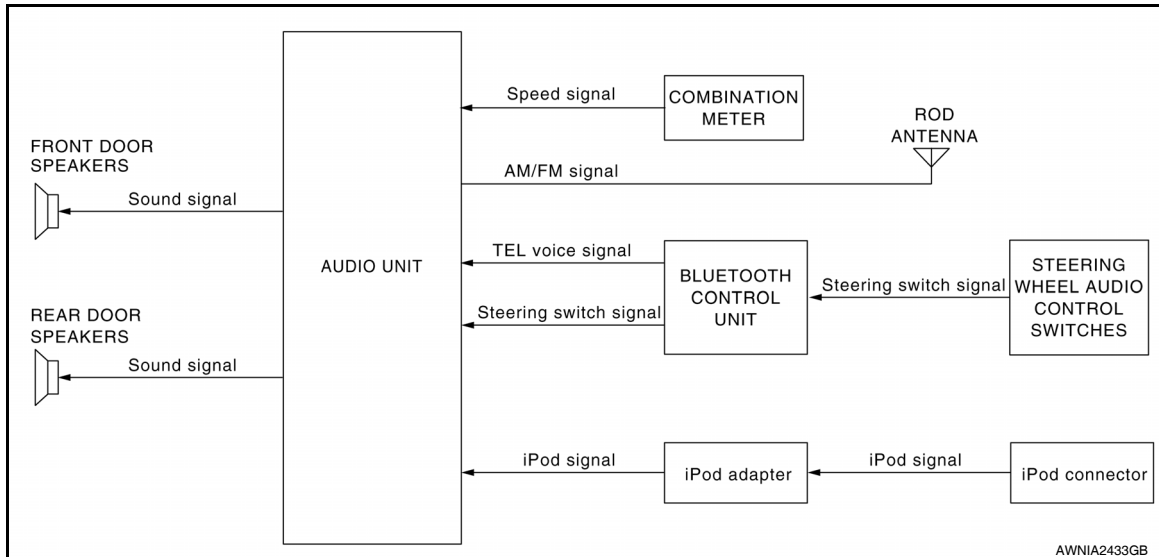 FRONT DOOR
SPEAKERS
Sound signal
REAR DOOR
SPEAKERS
Sound signal
AUDIO UNIT
Speed signal
COMBINATION
METER
AM/FM signal
ROD
ANTENNA
TEL voice signal
Steering switch signal
BLUETOOTH
CONTROL
UNIT
Steering switch signal
STEERING
WHEEL AUDIO
CONTROL
SWITCHES
iPod signal
iPod adapter
iPod signal
iPod connector
AWNIA2433GB